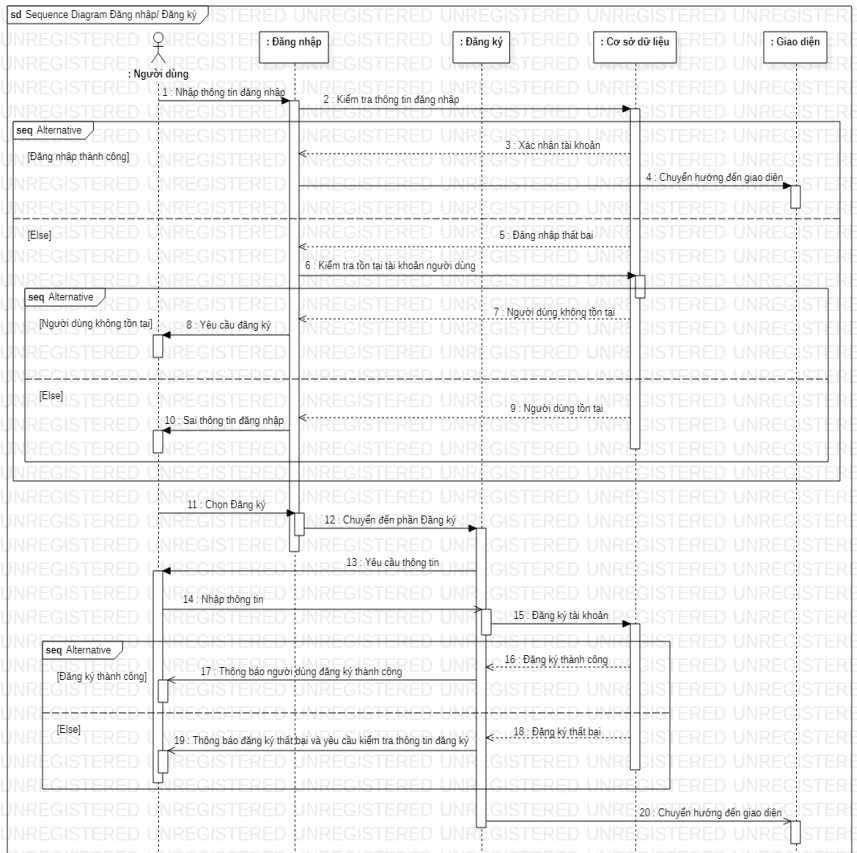 sd Sequence Diagram Đăng nhập/ Đăng ký
: Người dùng
: Đăng nhập
: Đăng ký
: Cơ sở dữ liệu
: Giao diện
1 : Nhập thông tin đăng nhập
2 : Kiểm tra thông tin đăng nhập
seq Alternative
3 : Xác nhận tài khoản
[Đăng nhập thành công]
4 : Chuyển hướng đến giao diện
[Else]
5 : Đăng nhập thất bại
6 : Kiểm tra tồn tại tài khoản người dùng
seq Alternative
7 : Người dùng không tồn tại
[Người dùng không tồn tại]
8 : Yêu cầu đăng ký
[Else]
9 : Người dùng tồn tại
10 : Sai thông tin đăng nhập
11 : Chọn Đăng ký
12 : Chuyển đến phần Đăng ký
13 : Yêu cầu thông tin
14 : Nhập thông tin
15 : Đăng ký tài khoản
seq Alternative
16 : Đăng ký thành công
[Đăng ký thành công]
17 : Thông báo người dùng đăng ký thành công
[Else]
18 : Đăng ký thất bại
19 : Thông báo đăng ký thất bại và yêu cầu kiểm tra thông tin đăng ký
20 : Chuyển hướng đến giao diện
UNREGISTERED